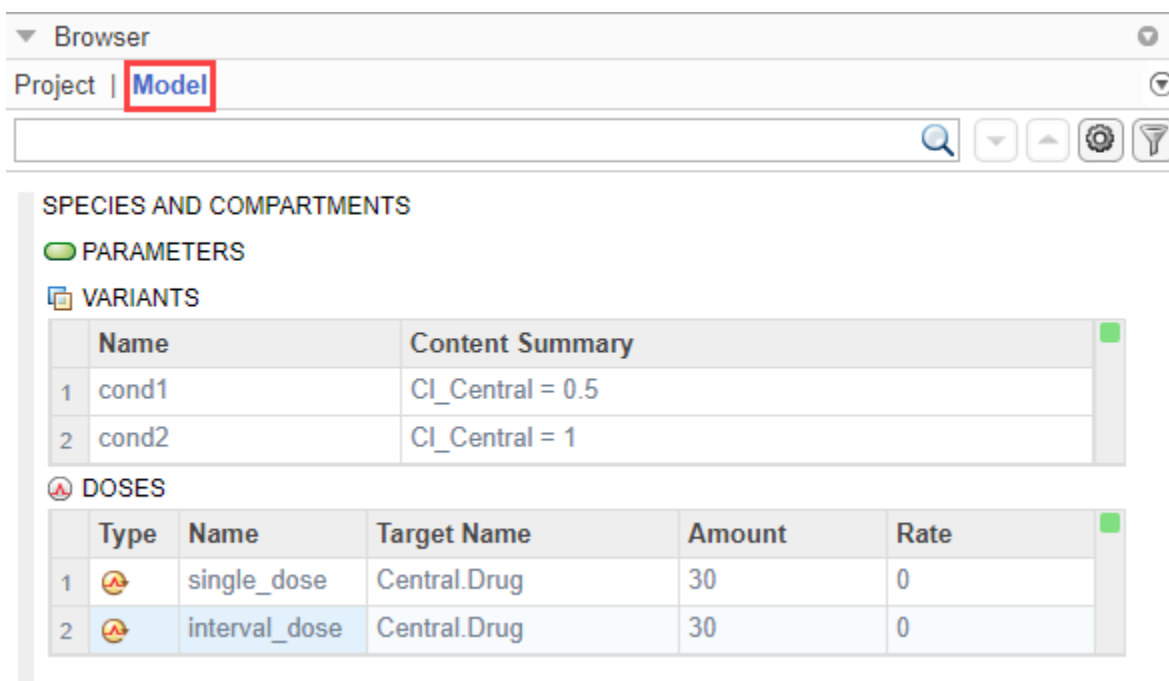 Browser
Project | Model
SPECIES AND COMPARTMENTS
PARAMETERS
VARIANTS
Name Content Summary
1 cond1 Cl_Central = 0.5
2 cond2 Cl_Central = 1
DOSES
Type Name Target Name Amount Rate
1 single_dose Central.Drug 30 0
2 interval_dose Central.Drug 30 0